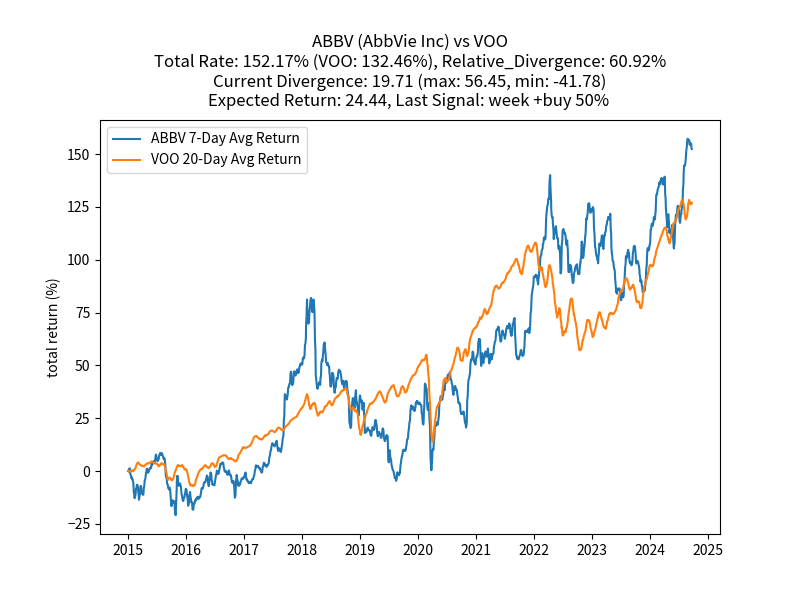 ABBV (AbbVie Inc) vs VOO
Total Rate: 152.17% (VOO: 132.46%), Relative_Divergence: 60.92%
Current Divergence: 19.71 (max: 56.45, min: -41.78)
Expected Return: 24.44, Last Signal: week +buy 50%
ABBV 7-Day Avg Return
VOO 20-Day Avg Return
total return (%)
150
125
100
75
50
25
0
−25
2015 2016 2017 2018 2019 2020 2021 2022 2023 2024 2025